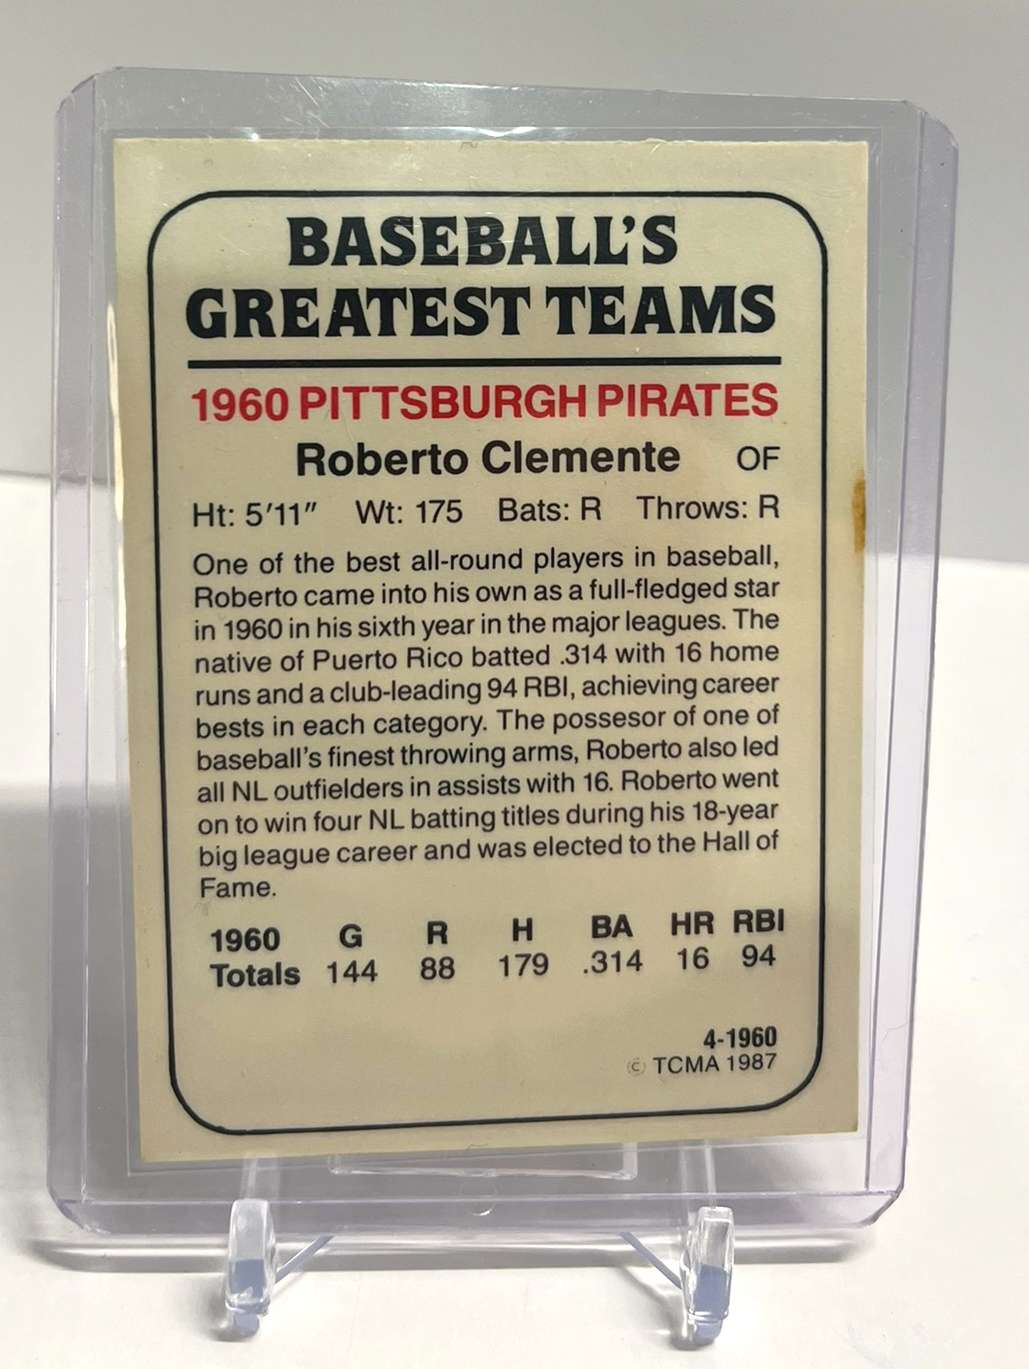 BASEBALL'S
GREATEST TEAMS
1960 PITTSBURGH PIRATES
Roberto Clemente OF
Ht: 5'11" Wt: 175 Bats: R Throws: R
One of the best all-round players in baseball,
Roberto came into his own as a full-fledged star
in 1960 in his sixth year in the major leagues. The
native of Puerto Rico batted .314 with 16 home
runs and a club-leading 94 RBI, achieving career
bests in each category. The possesor of one of
baseball's finest throwing arms, Roberto also led
all NL outfielders in assists with 16. Roberto went
on to win four NL batting titles during his 18-year
big league career and was elected to the Hall of
Fame.
1960 G R H BA HR RBI
Totals 144 88 179 .314 16 94
4-1960
© TCMA 1987